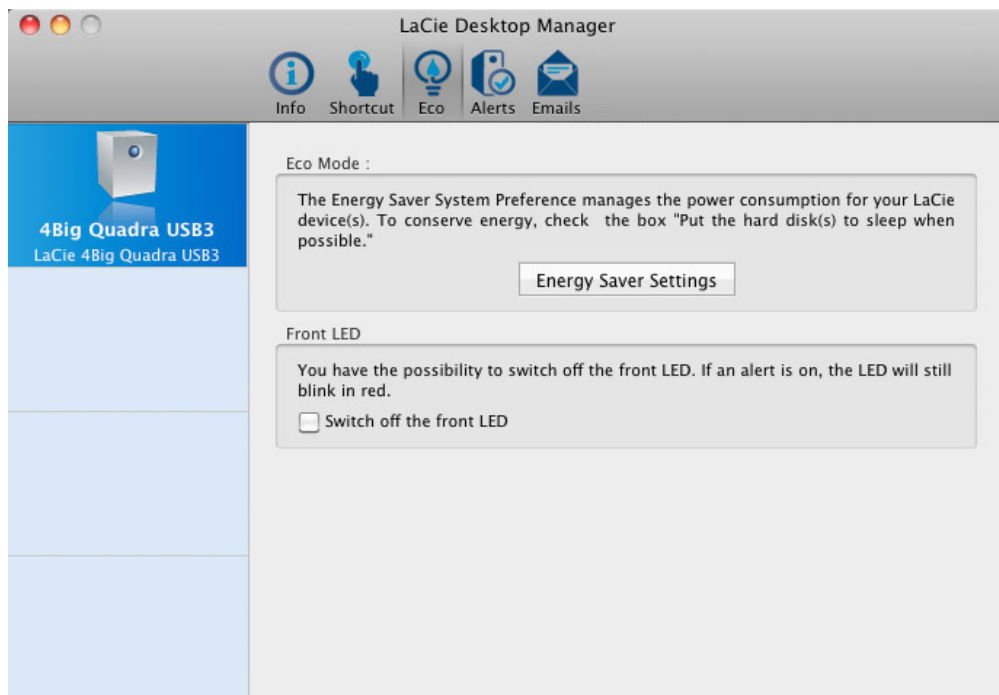 LaCie Desktop Manager
Info Shortcut Eco Alerts Emails
4Big Quadra USB3
LaCie 4Big Quadra USB3
Eco Mode :
The Energy Saver System Preference manages the power consumption for your LaCie
device(s). To conserve energy, check the box "Put the hard disk(s) to sleep when
possible."
Energy Saver Settings
Front LED
You have the possibility to switch off the front LED. If an alert is on, the LED will still
blink in red.
Switch off the front LED